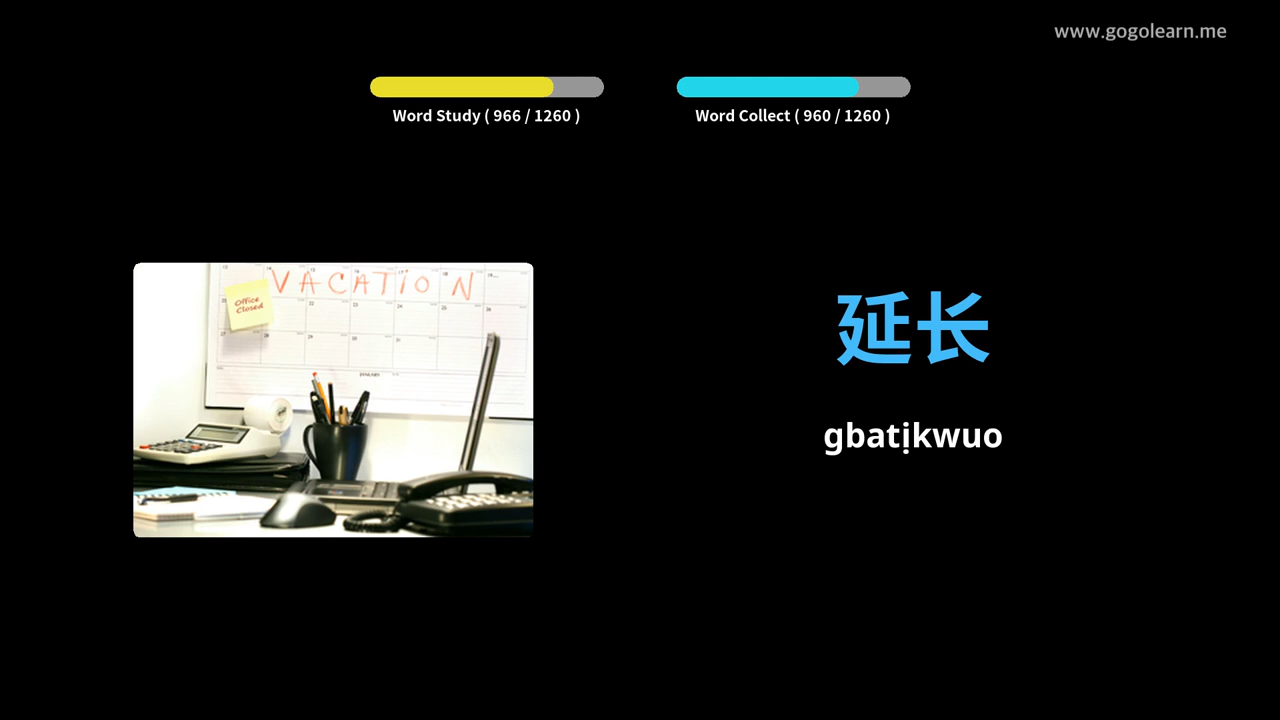 www.gogolearn.me
Word Study ( 966 / 1260 )
Word Collect ( 960 / 1260 )
VACATION
Office
Closed
延长
gbatịkwuo